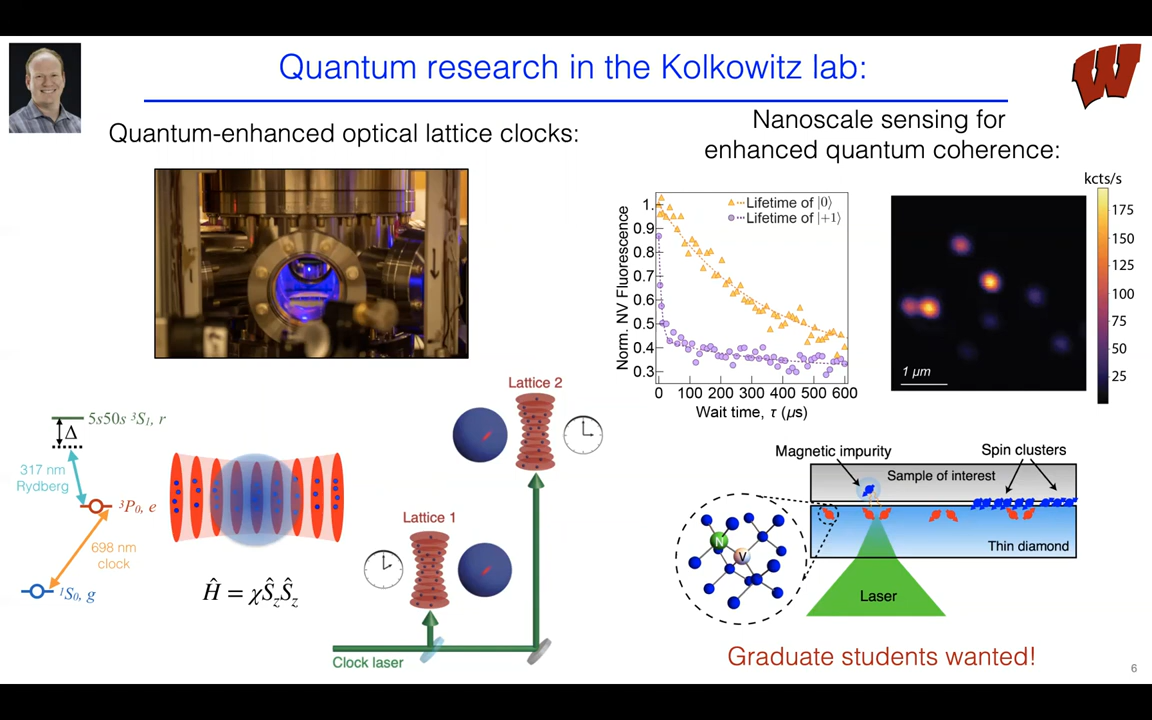 Quantum research in the Kolkowitz lab:
W
Quantum-enhanced optical lattice clocks:
Nanoscale sensing for
enhanced quantum coherence:
Norm. NV Fluorescence
1.
0.9
0.8
0.7
0.6
0.5
0.4
0.3
Lifetime of |0⟩
Lifetime of |+1⟩
0 100 200 300 400 500 600
Wait time, τ (μs)
kcts/s
175
150
125
100
75
50
25
1 μm
5s50s ³S₁, r
Δ
317 nm
Rydberg
³P₀, e
698 nm
clock
¹S₀, g
Ĥ = χŜ_zŜ_z
Lattice 2
Lattice 1
Clock laser
Magnetic impurity
Spin clusters
Sample of interest
N
V
Thin diamond
Laser
Graduate students wanted!
6